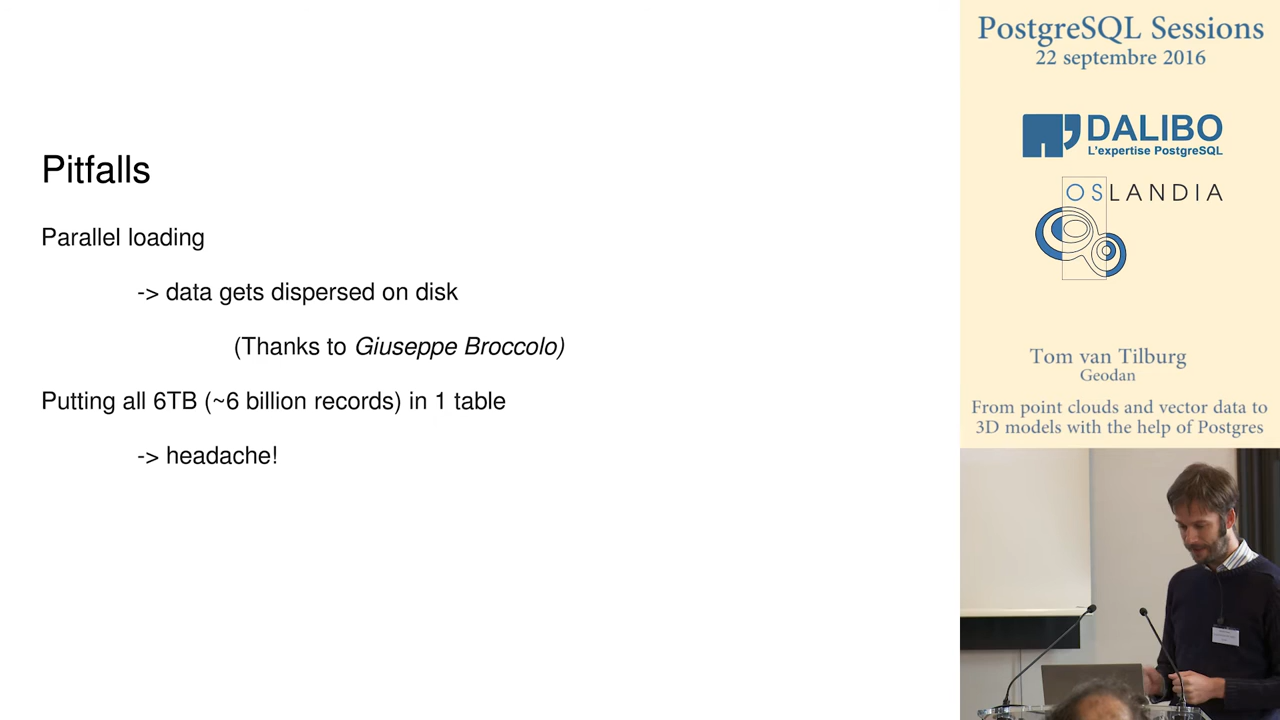 Pitfalls
Parallel loading
-> data gets dispersed on disk
(Thanks to Giuseppe Broccolo)
Putting all 6TB (~6 billion records) in 1 table
-> headache!
PostgreSQL Sessions
22 septembre 2016
DALIBO
L'expertise PostgreSQL
OSLANDIA
Tom van Tilburg
Geodan
From point clouds and vector data to
3D models with the help of Postgres